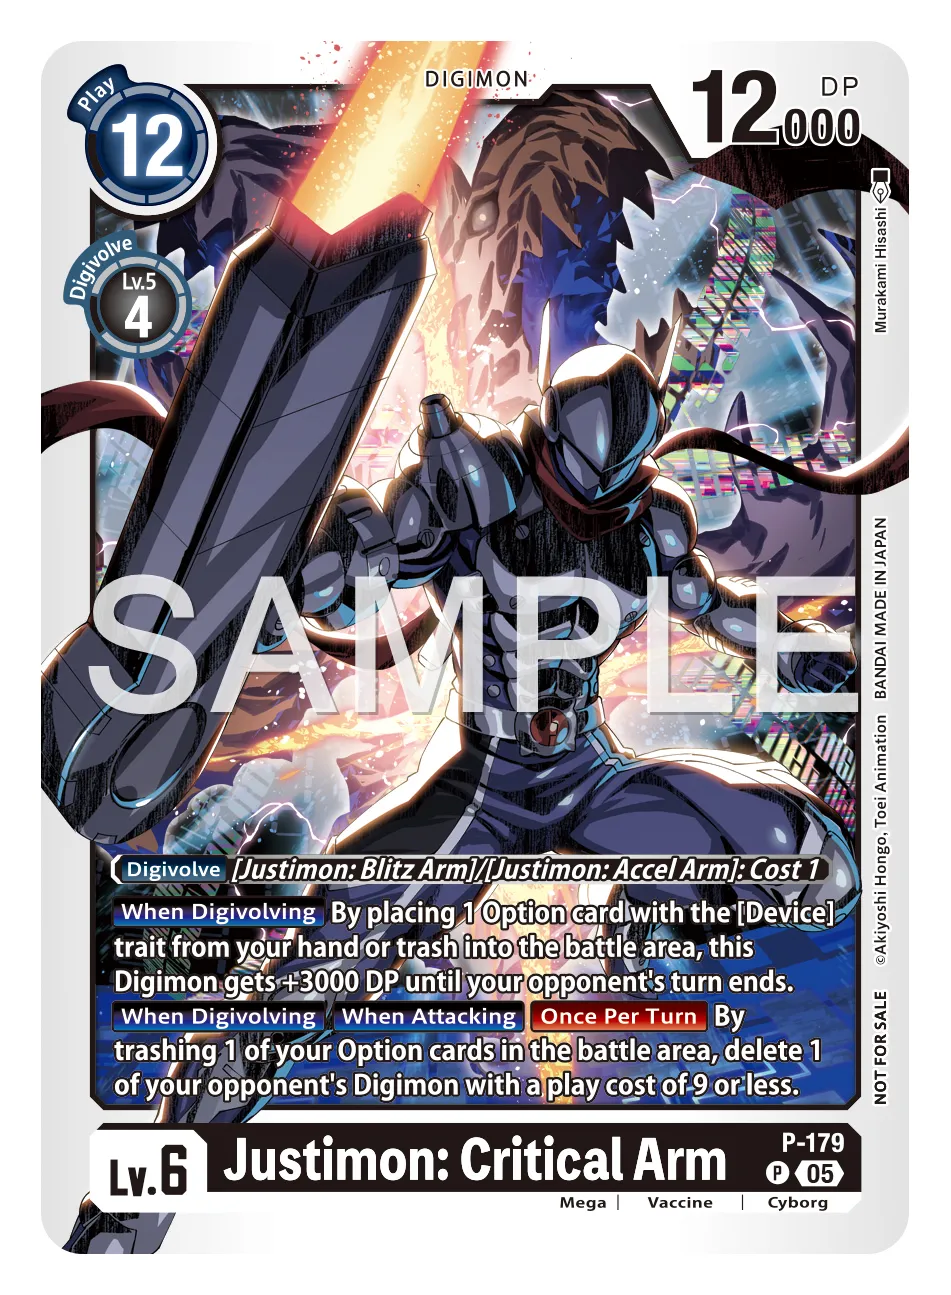 DIGIMON
Play
12
12000
DP
Digivolve
Lv.5
4
Murakami Hisashi
SAMPLE
BANDAI MADE IN JAPAN
©Akiyoshi Hongo, Toei Animation
NOT FOR SALE
Digivolve [Justimon: Blitz Arm]/[Justimon: Accel Arm]: Cost 1
When Digivolving By placing 1 Option card with the [Device]
trait from your hand or trash into the battle area, this
Digimon gets +3000 DP until your opponent's turn ends.
When Digivolving When Attacking Once Per Turn By
trashing 1 of your Option cards in the battle area, delete 1
of your opponent's Digimon with a play cost of 9 or less.
Lv.6
Justimon: Critical Arm
P-179
P 05
Mega | Vaccine | Cyborg